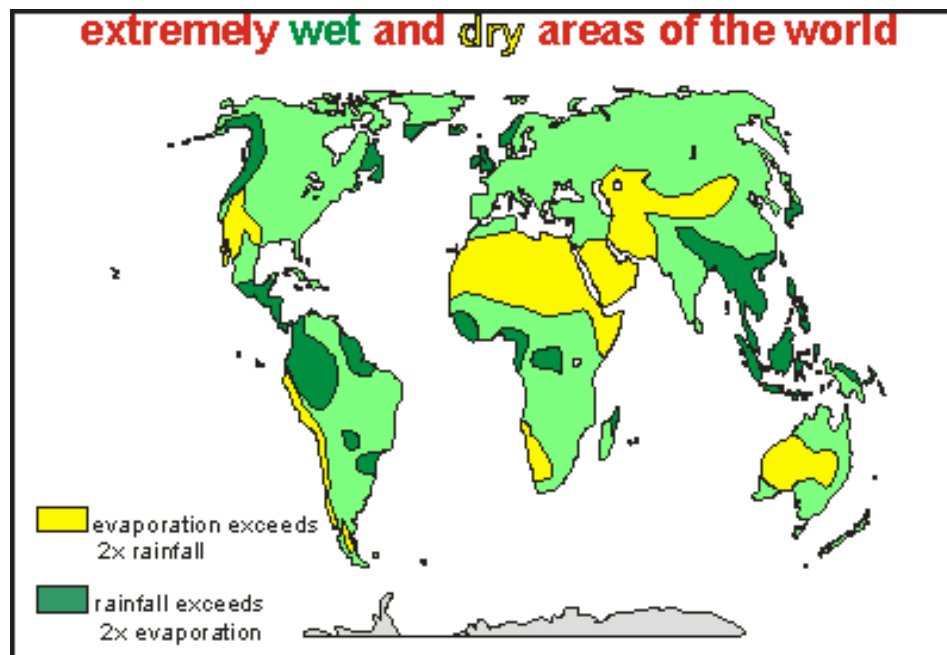 extremely wet and dry areas of the world
evaporation exceeds
2x rainfall
rainfall exceeds
2x evaporation